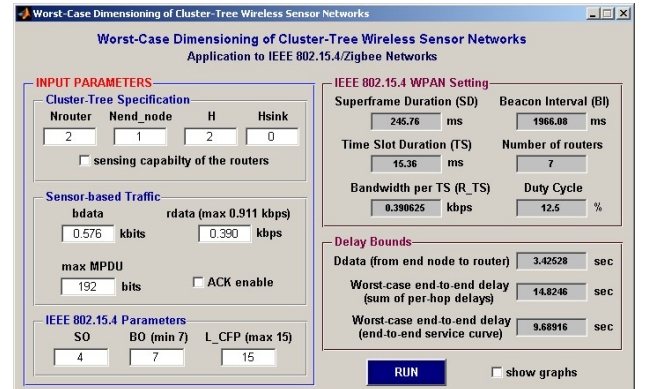 Worst-Case Dimensioning of Cluster-Tree Wireless Sensor Networks
Worst-Case Dimensioning of Cluster-Tree Wireless Sensor Networks
Application to IEEE 802.15.4/Zigbee Networks
INPUT PARAMETERS
Cluster-Tree Specification
Nrouter Nend_node H Hsink
2 1 2 0
sensing capabilty of the routers
Sensor-based Traffic
bdata rdata (max 0.911 kbps)
0.576 kbits 0.390 kbps
max MPDU
192 bits ACK enable
IEEE 802.15.4 Parameters
SO BO (min 7) L_CFP (max 15)
4 7 15
IEEE 802.15.4 WPAN Setting
Superframe Duration (SD) Beacon Interval (BI)
245.76 ms 1966.08 ms
Time Slot Duration (TS) Number of routers
15.36 ms 7
Bandwidth per TS (R_TS) Duty Cycle
0.390625 kbps 12.5 %
Delay Bounds
Ddata (from end node to router) 3.42528 sec
Worst-case end-to-end delay
(sum of per-hop delays) 14.8246 sec
Worst-case end-to-end delay
(end-to-end service curve) 9.68916 sec
RUN show graphs